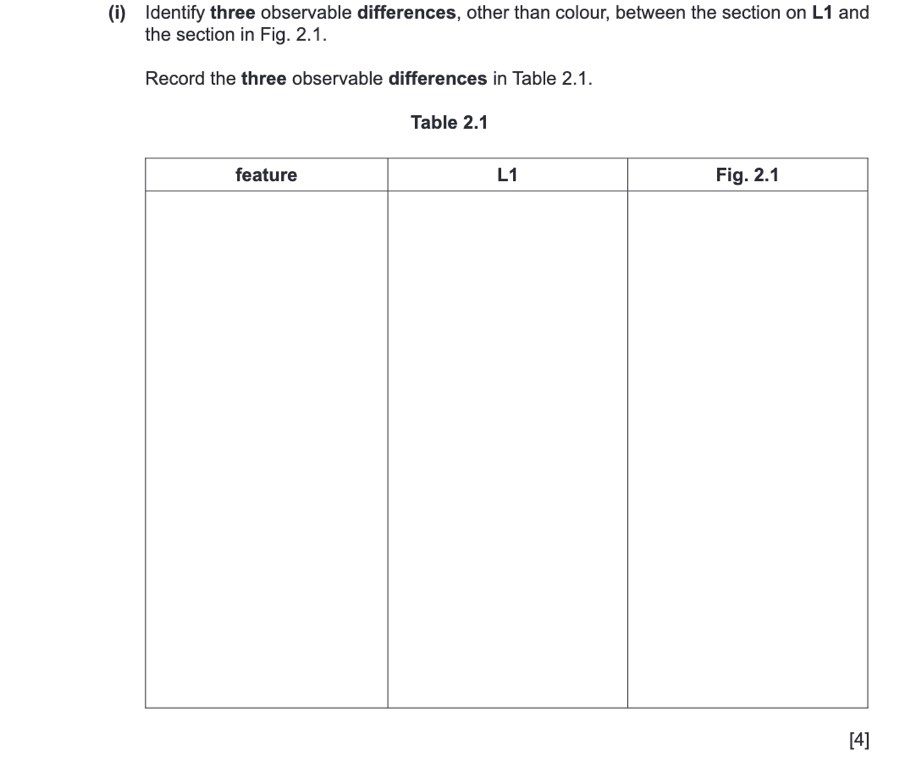 (i) Identify three observable differences, other than colour, between the section on L1 and
the section in Fig. 2.1.
Record the three observable differences in Table 2.1.
Table 2.1
feature L1 Fig. 2.1
[4]